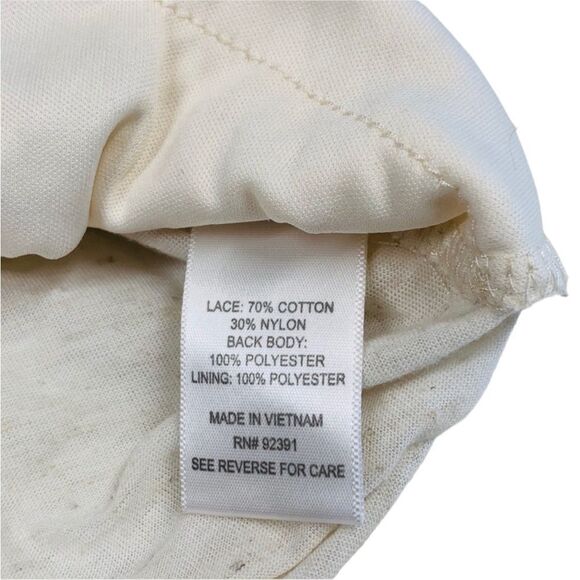 LACE: 70% COTTON
30% NYLON
BACK BODY:
100% POLYESTER
LINING: 100% POLYESTER
MADE IN VIETNAM
RN# 92391
SEE REVERSE FOR CARE